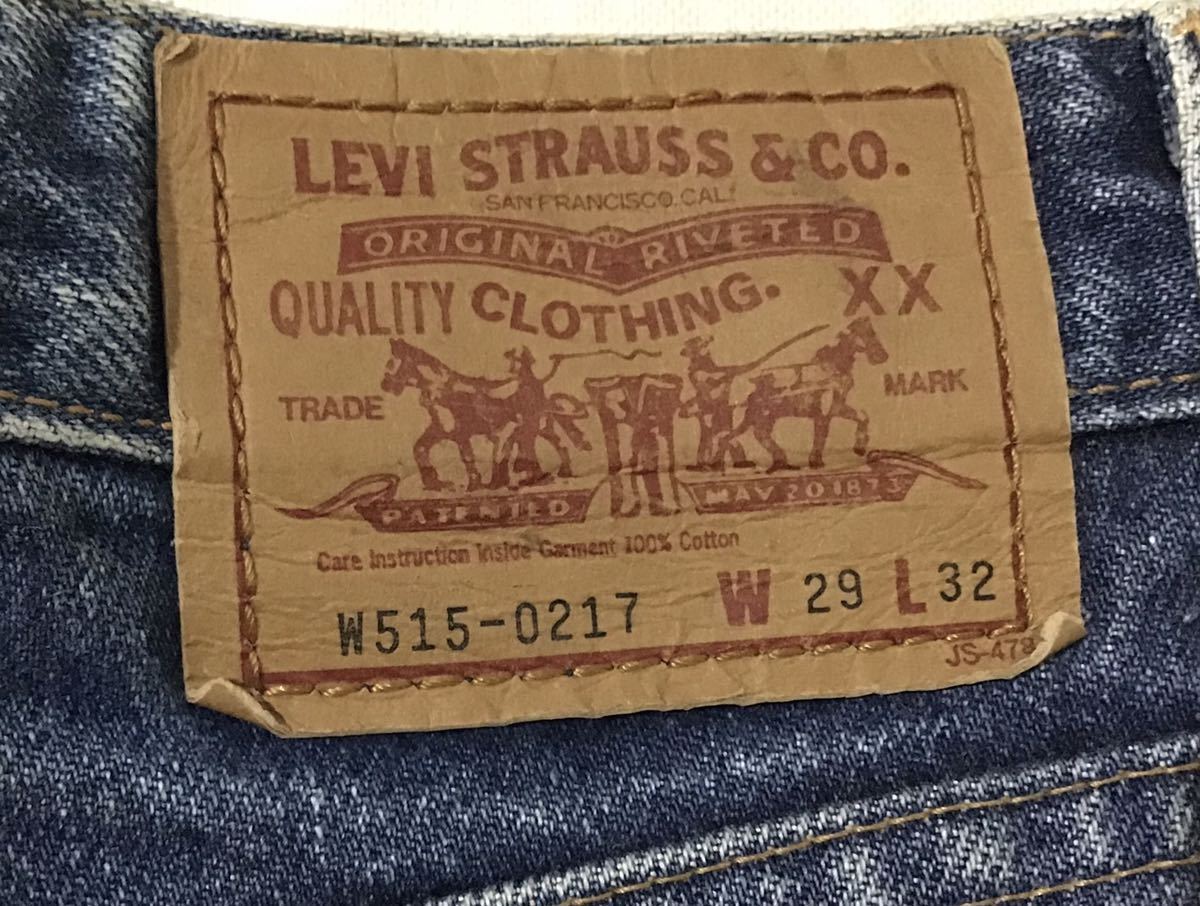 LEVI STRAUSS & CO.
SAN FRANCISCO.CAL.
ORIGINAL RIVETED
QUALITY CLOTHING. XX
TRADE MARK
PATENTED MAY 20 1873
Care Instruction Inside Garment 100% Cotton
W515-0217 W 29 L 32
JS-478